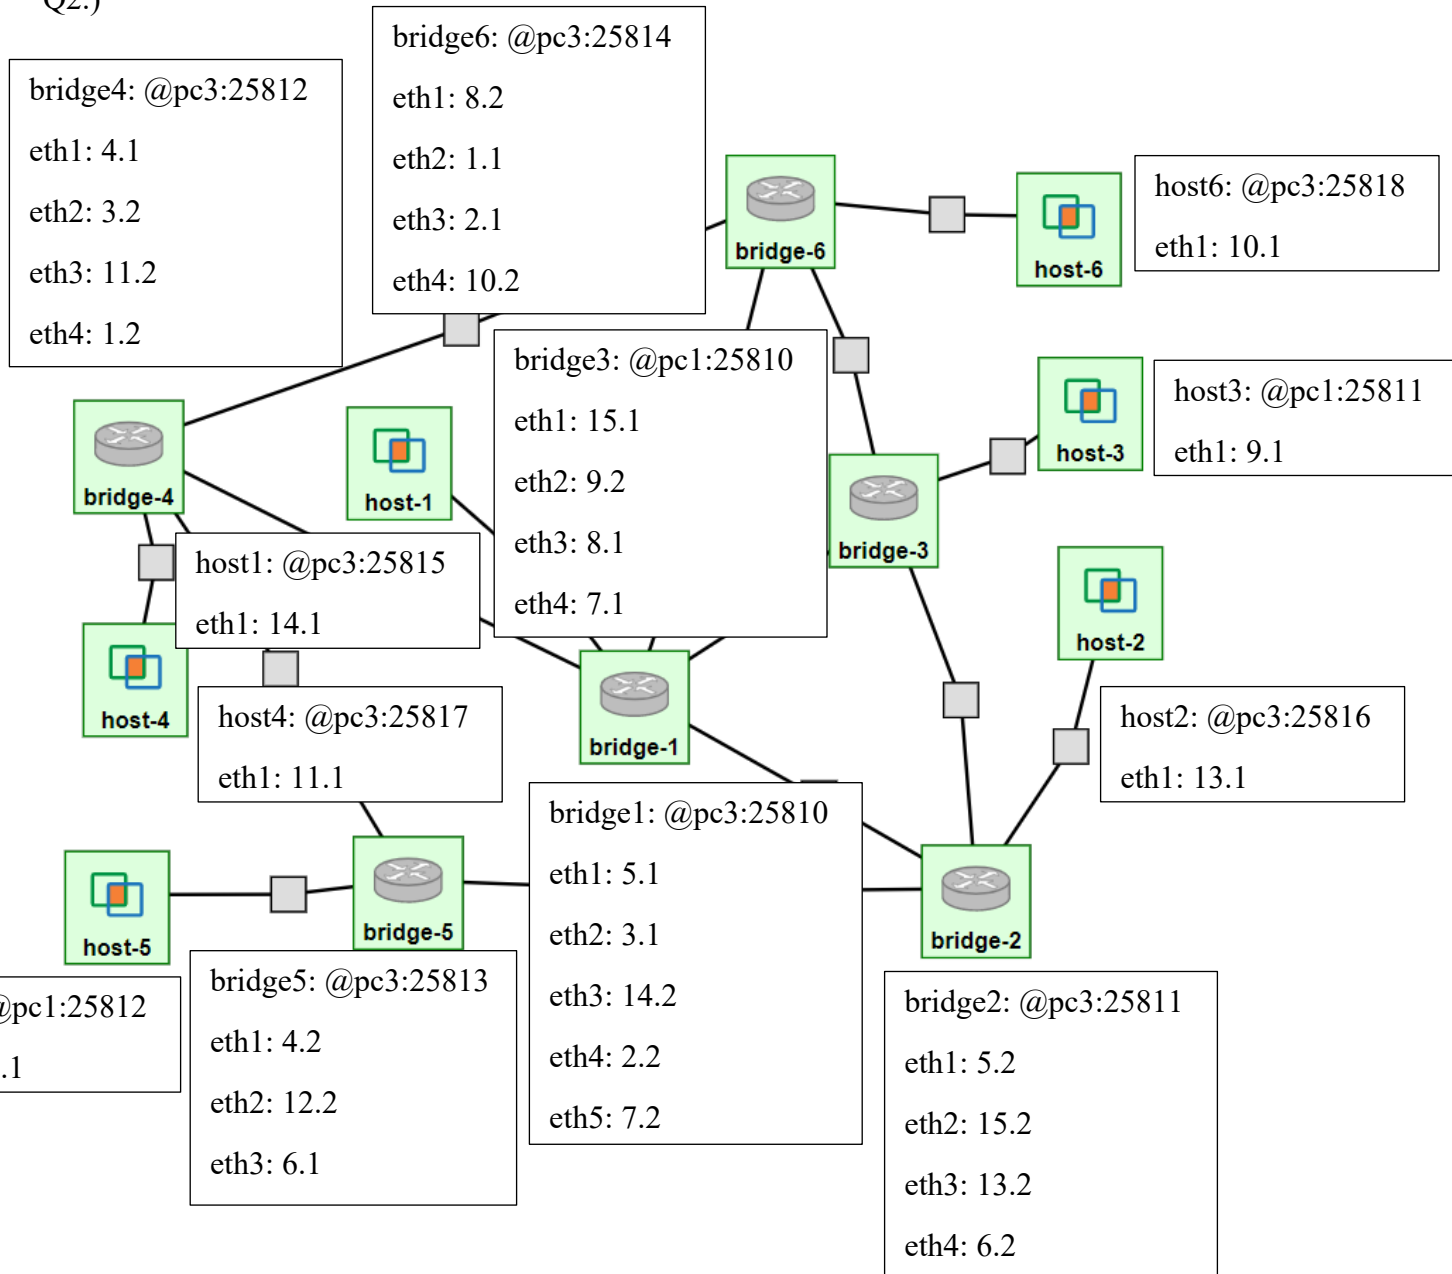 Q2.)
bridge6: @pc3:25814
eth1: 8.2
eth2: 1.1
eth3: 2.1
eth4: 10.2
bridge4: @pc3:25812
eth1: 4.1
eth2: 3.2
eth3: 11.2
eth4: 1.2
bridge-6
host-6
host6: @pc3:25818
eth1: 10.1
bridge3: @pc1:25810
eth1: 15.1
eth2: 9.2
eth3: 8.1
eth4: 7.1
host-3
host3: @pc1:25811
eth1: 9.1
bridge-4
host-1
bridge-3
host1: @pc3:25815
eth1: 14.1
host-2
host-4
host4: @pc3:25817
eth1: 11.1
bridge-1
host2: @pc3:25816
eth1: 13.1
bridge1: @pc3:25810
eth1: 5.1
eth2: 3.1
eth3: 14.2
eth4: 2.2
eth5: 7.2
host-5
bridge-5
bridge-2
@pc1:25812
.1
bridge5: @pc3:25813
eth1: 4.2
eth2: 12.2
eth3: 6.1
bridge2: @pc3:25811
eth1: 5.2
eth2: 15.2
eth3: 13.2
eth4: 6.2